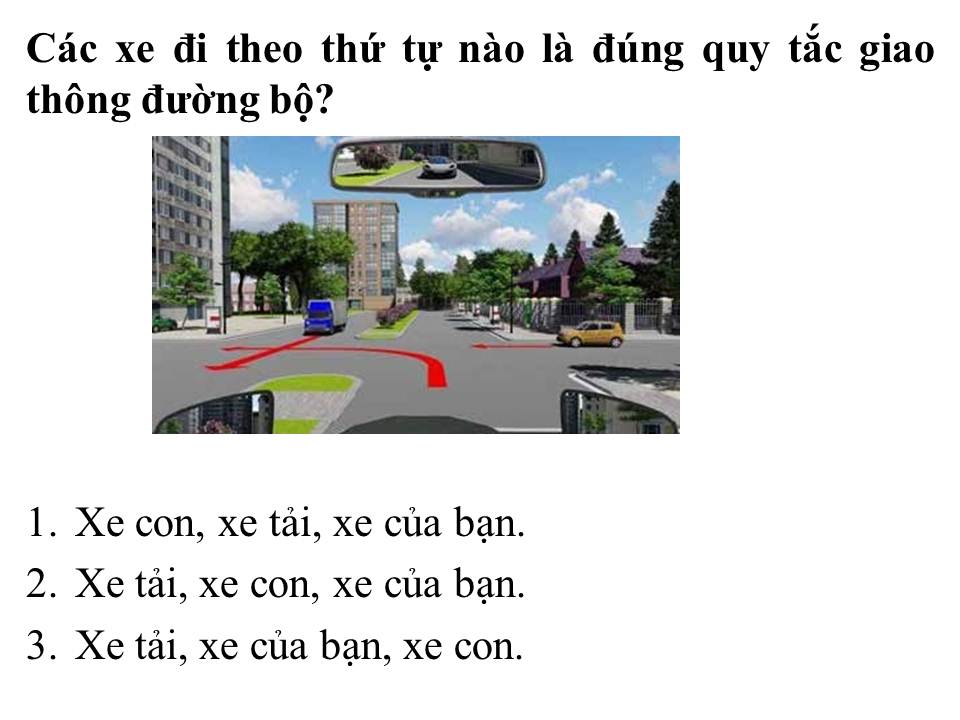 Các xe đi theo thứ tự nào là đúng quy tắc giao
thông đường bộ?
1. Xe con, xe tải, xe của bạn.
2. Xe tải, xe con, xe của bạn.
3. Xe tải, xe của bạn, xe con.